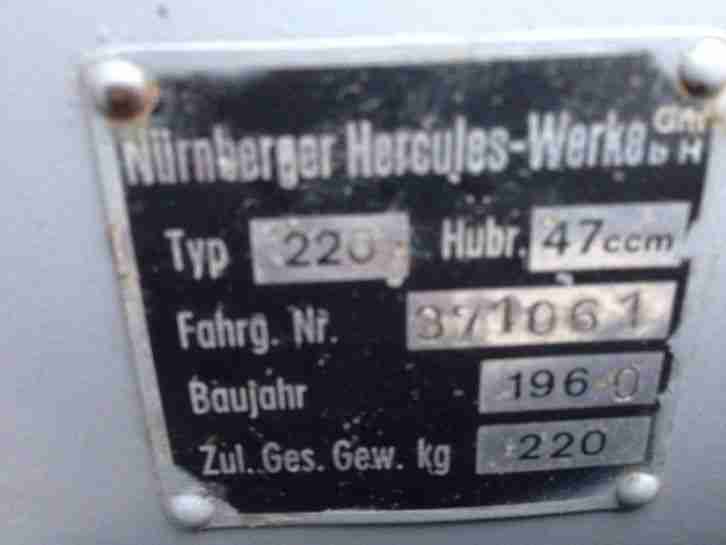 Nürnberger Hercules-Werke GmbH
Typ 220 Hubr. 47ccm
Fahrg. Nr. 371061
Baujahr 1960
Zul. Ges. Gew. kg 220